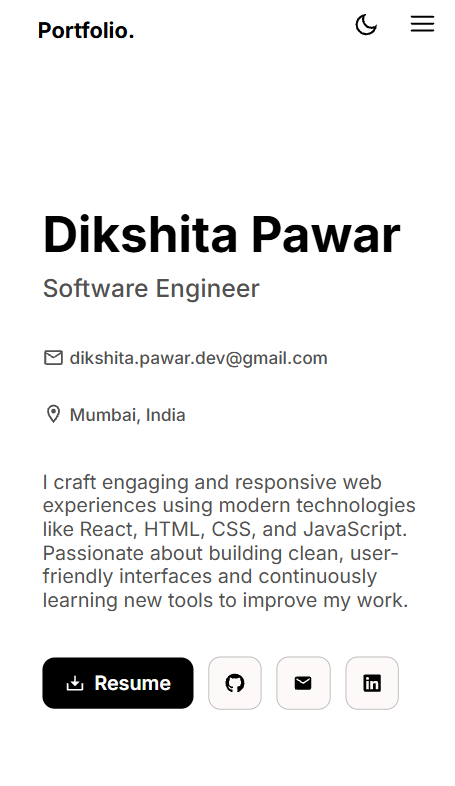 Portfolio.
Dikshita Pawar
Software Engineer
dikshita.pawar.dev@gmail.com
Mumbai, India
I craft engaging and responsive web
experiences using modern technologies
like React, HTML, CSS, and JavaScript.
Passionate about building clean, user-
friendly interfaces and continuously
learning new tools to improve my work.
Resume